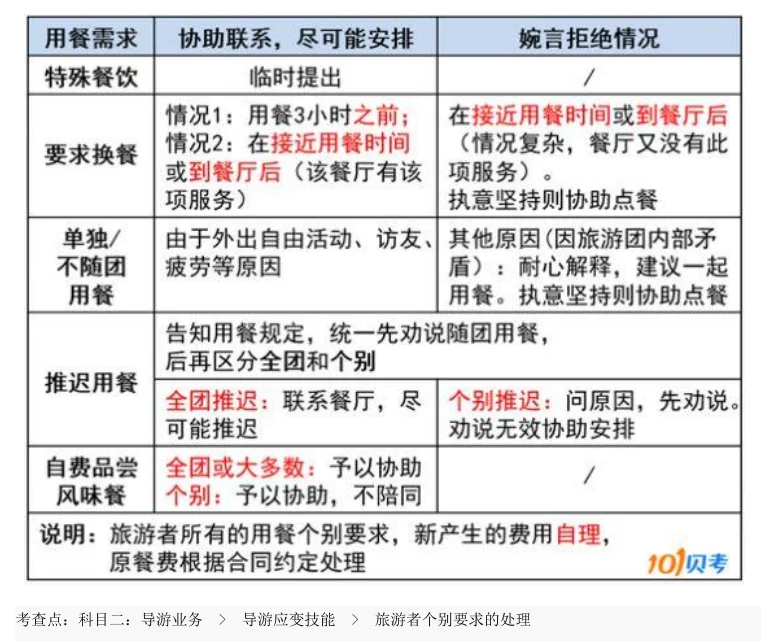 用餐需求 协助联系，尽可能安排 婉言拒绝情况
特殊餐饮 临时提出 /
要求换餐
情况1：用餐3小时之前；
情况2：在接近用餐时间
或到餐厅后（该餐厅有该
项服务）
在接近用餐时间或到餐厅后
（情况复杂，餐厅又没有此
项服务）。
执意坚持则协助点餐
单独/
不随团
用餐
由于外出自由活动、访友、
疲劳等原因
其他原因(因旅游团内部矛
盾）：耐心解释，建议一起
用餐。执意坚持则协助点餐
推迟用餐
告知用餐规定，统一先劝说随团用餐，
后再区分全团和个别
全团推迟：联系餐厅，尽
可能推迟
个别推迟：问原因，先劝说。
劝说无效协助安排
自费品尝
风味餐
全团或大多数：予以协助
个别：予以协助，不陪同
/
说明：旅游者所有的用餐个别要求，新产生的费用自理，
原餐费根据合同约定处理
101贝考
考查点：科目二：导游业务 > 导游应变技能 > 旅游者个别要求的处理